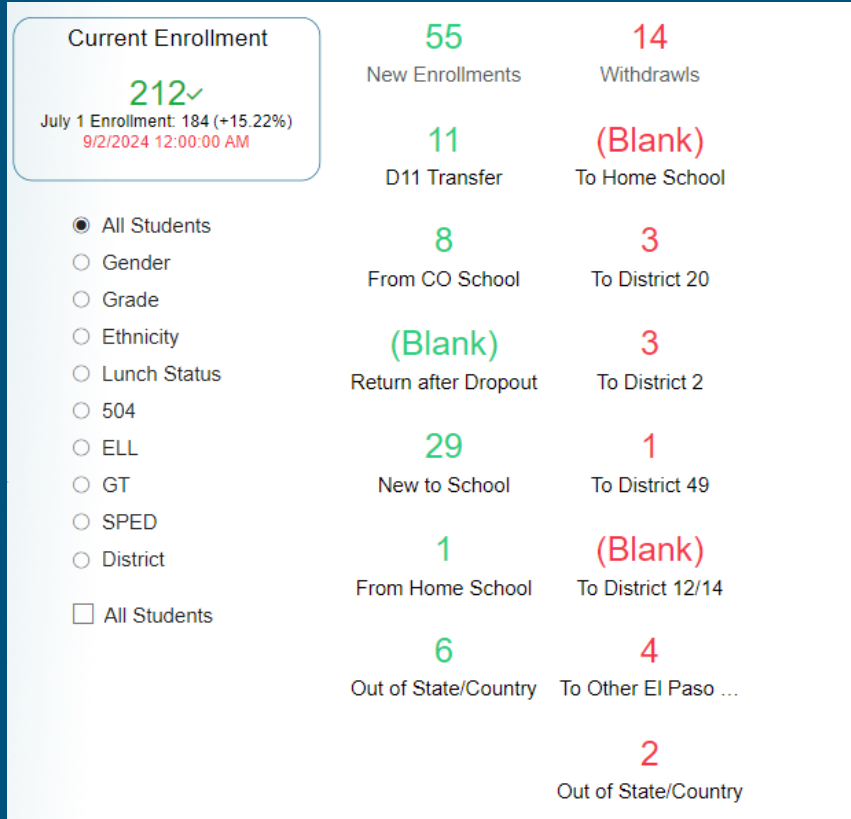 Current Enrollment
212
July 1 Enrollment: 184 (+15.22%)
9/2/2024 12:00:00 AM
All Students
Gender
Grade
Ethnicity
Lunch Status
504
ELL
GT
SPED
District
All Students
55
New Enrollments
14
Withdrawls
11
D11 Transfer
(Blank)
To Home School
8
From CO School
3
To District 20
(Blank)
Return after Dropout
3
To District 2
29
New to School
1
To District 49
1
From Home School
(Blank)
To District 12/14
6
Out of State/Country
4
To Other El Paso ...
2
Out of State/Country